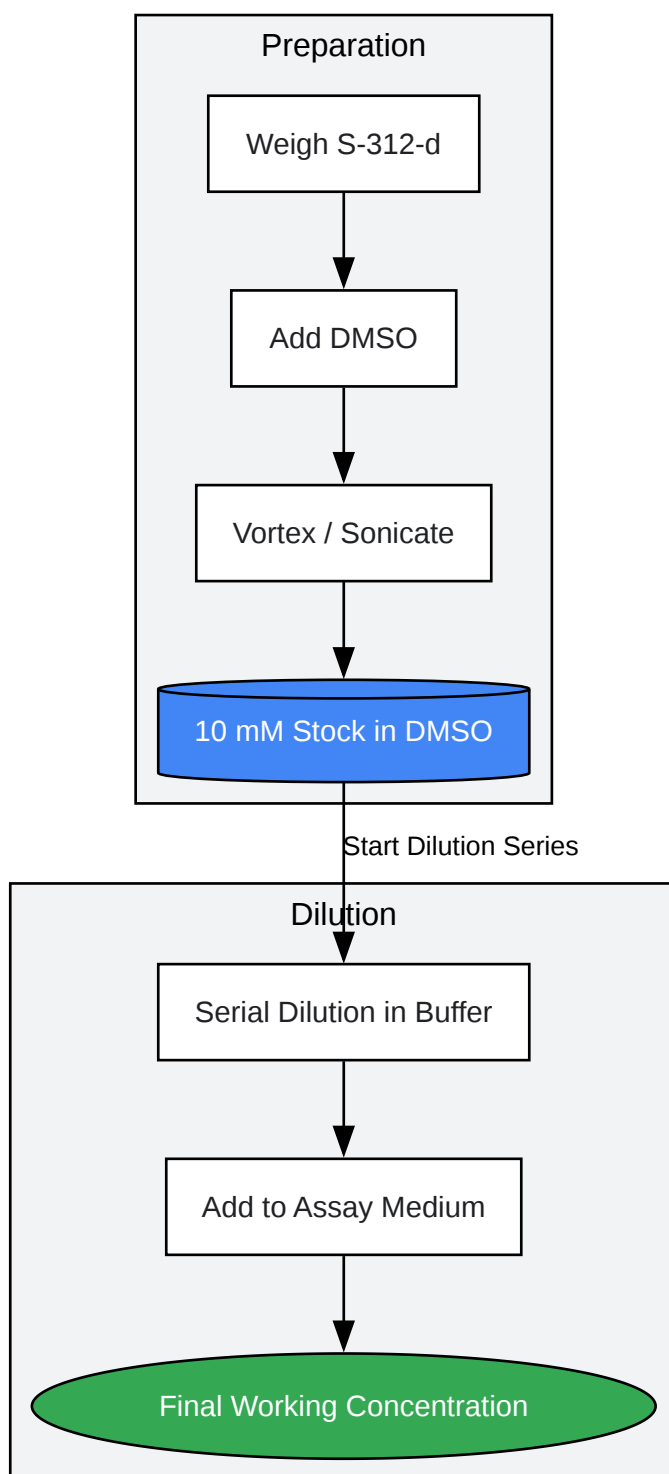 Preparation
Weigh S-312-d
Add DMSO
Vortex / Sonicate
10 mM Stock in DMSO
Start Dilution Series
Dilution
Serial Dilution in Buffer
Add to Assay Medium
Final Working Concentration